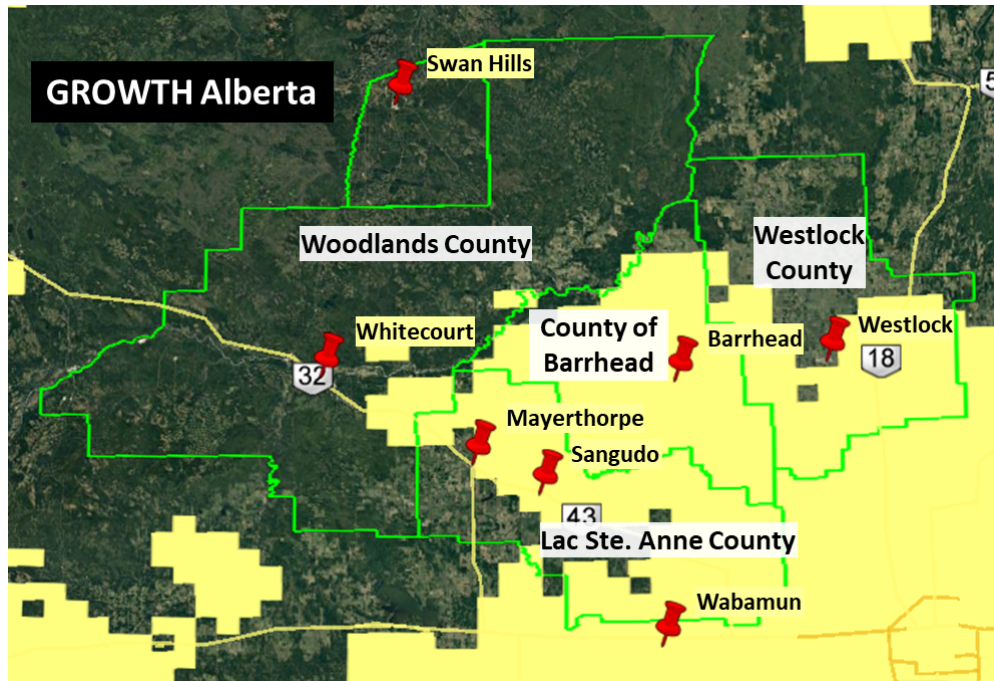 Swan Hills
GROWTH Alberta
5
Woodlands County
Westlock
County
Whitecourt
County of
Barrhead
Barrhead
Westlock
18
32
Mayerthorpe
Sangudo
43
Lac Ste. Anne County
Wabamun